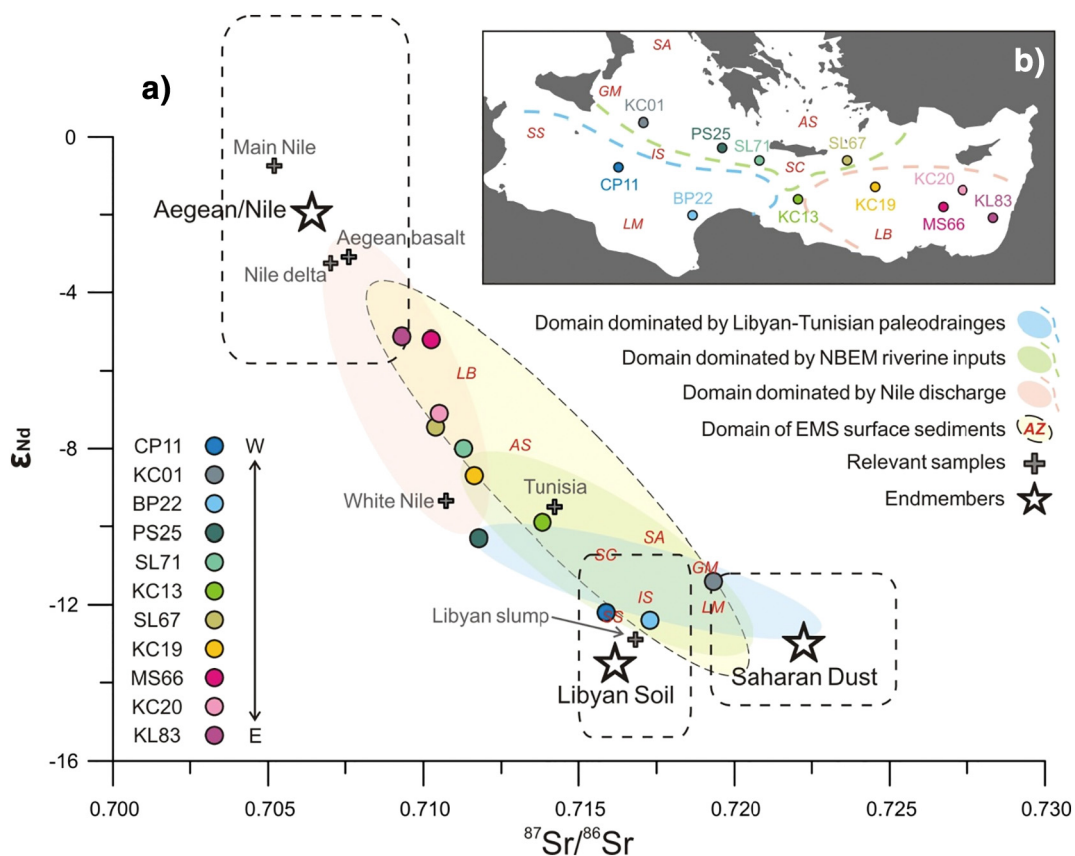 a)
b)
SA
GM
KC01
AS
SS
PS25
SL71
SL67
IS
SC
CP11
KC20
BP22
KC19
KL83
KC13
MS66
LM
LB
0
-4
-8
-12
-16
εNd
Main Nile
Aegean/Nile
Aegean basalt
Nile delta
LB
AS
White Nile
Tunisia
SA
SG
GM
IS
LM
SS
Libyan slump
Libyan Soil
Saharan Dust
Domain dominated by Libyan-Tunisian paleodrainges
Domain dominated by NBEM riverine inputs
Domain dominated by Nile discharge
Domain of EMS surface sediments AZ
Relevant samples
Endmembers
CP11 W
KC01
BP22
PS25
SL71
KC13
SL67
KC19
MS66
KC20
KL83 E
0.700 0.705 0.710 0.715 0.720 0.725 0.730
⁸⁷Sr/⁸⁶Sr